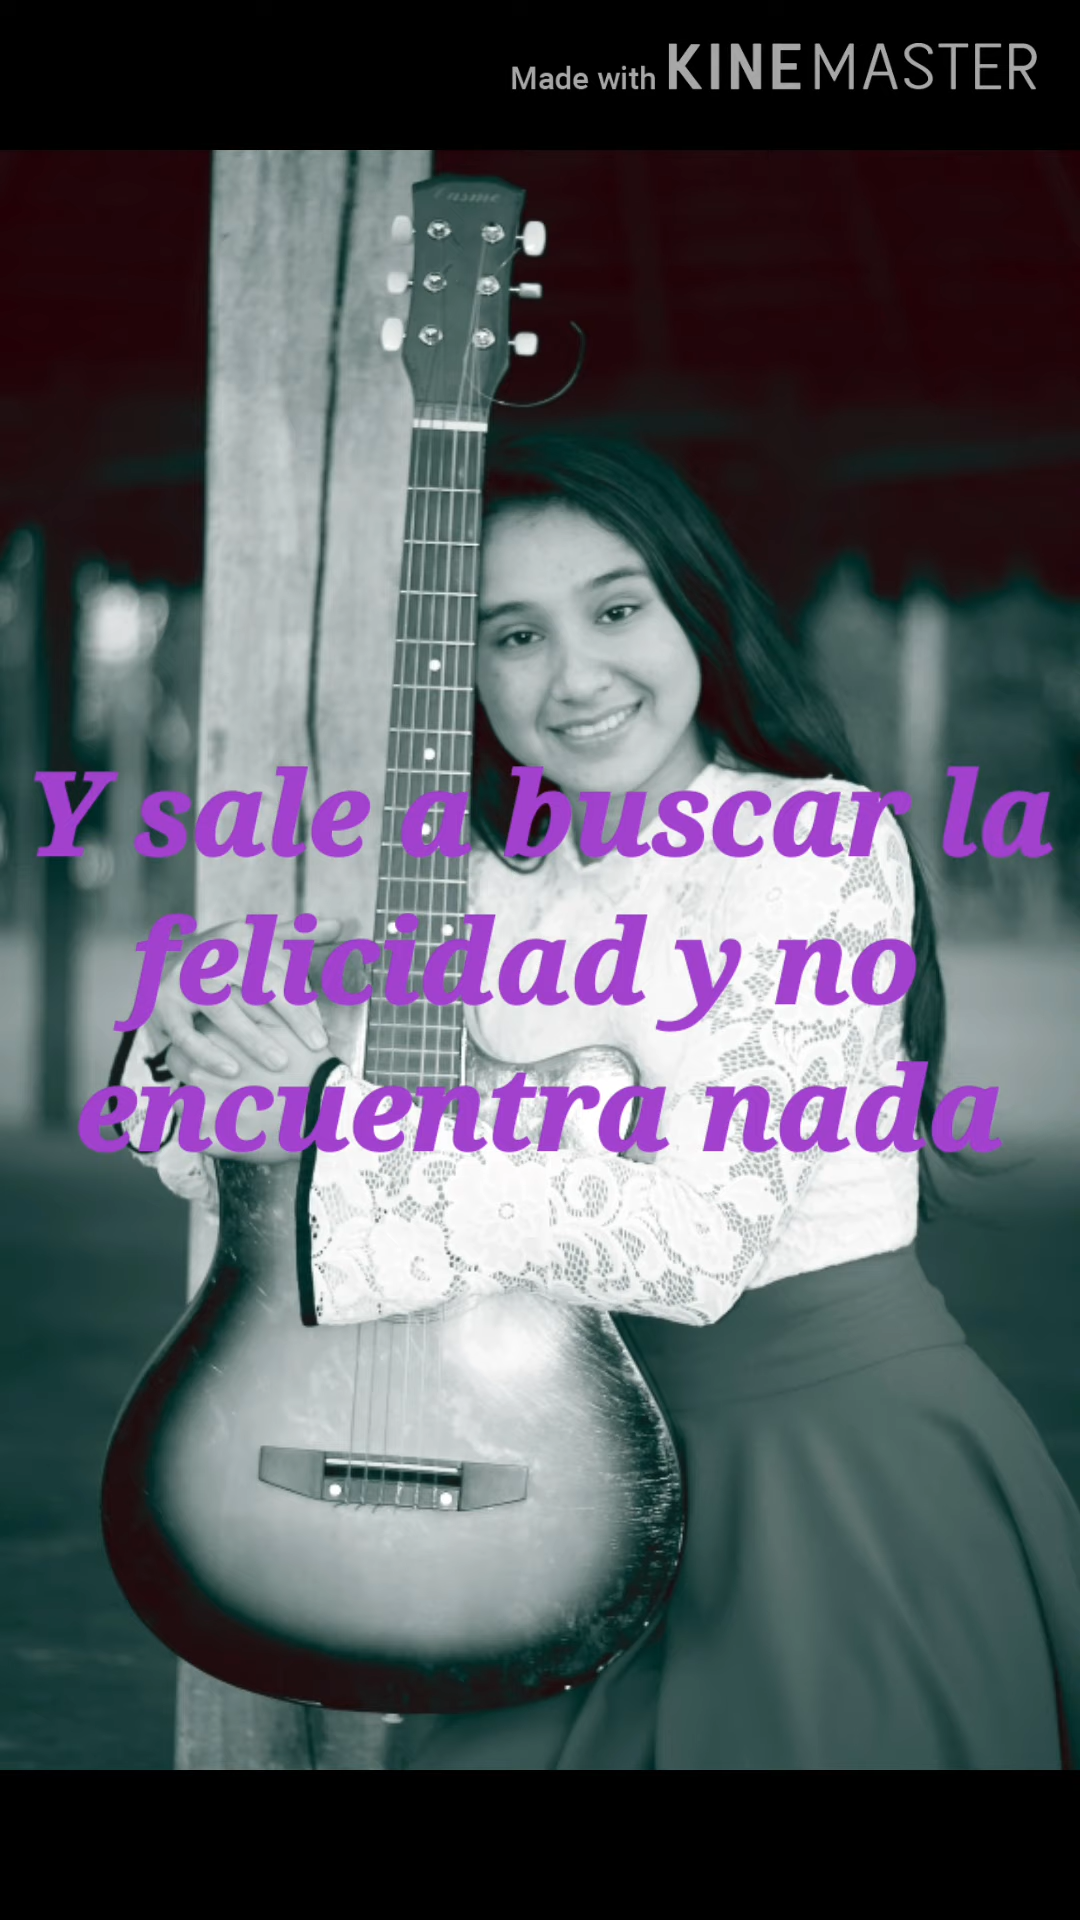 Made with KINEMASTER
Y sale a buscar la
felicidad y no
encuentra nada